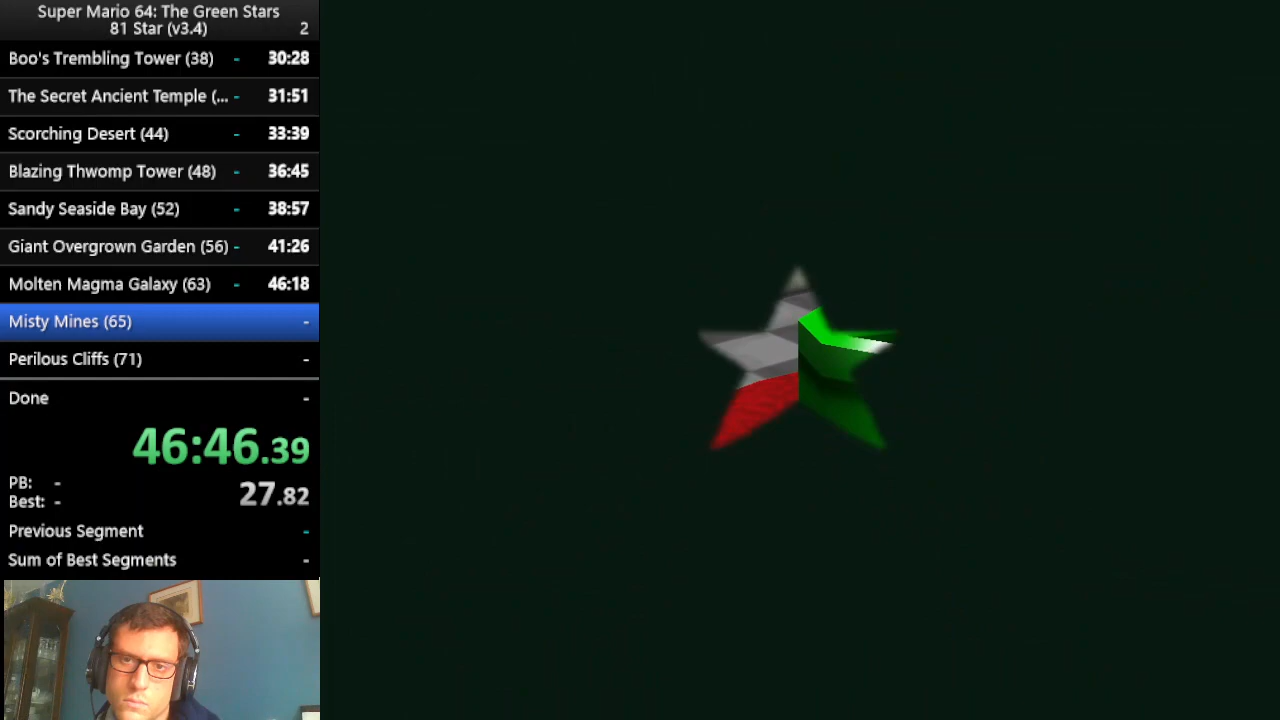 Super Mario 64: The Green Stars
81 Star (v3.4) 2
Boo's Trembling Tower (38) - 30:28
The Secret Ancient Temple (... - 31:51
Scorching Desert (44) - 33:39
Blazing Thwomp Tower (48) - 36:45
Sandy Seaside Bay (52) - 38:57
Giant Overgrown Garden (56) - 41:26
Molten Magma Galaxy (63) - 46:18
Misty Mines (65) -
Perilous Cliffs (71) -
Done -
46:46.39
PB: - 27.82
Best: -
Previous Segment -
Sum of Best Segments -